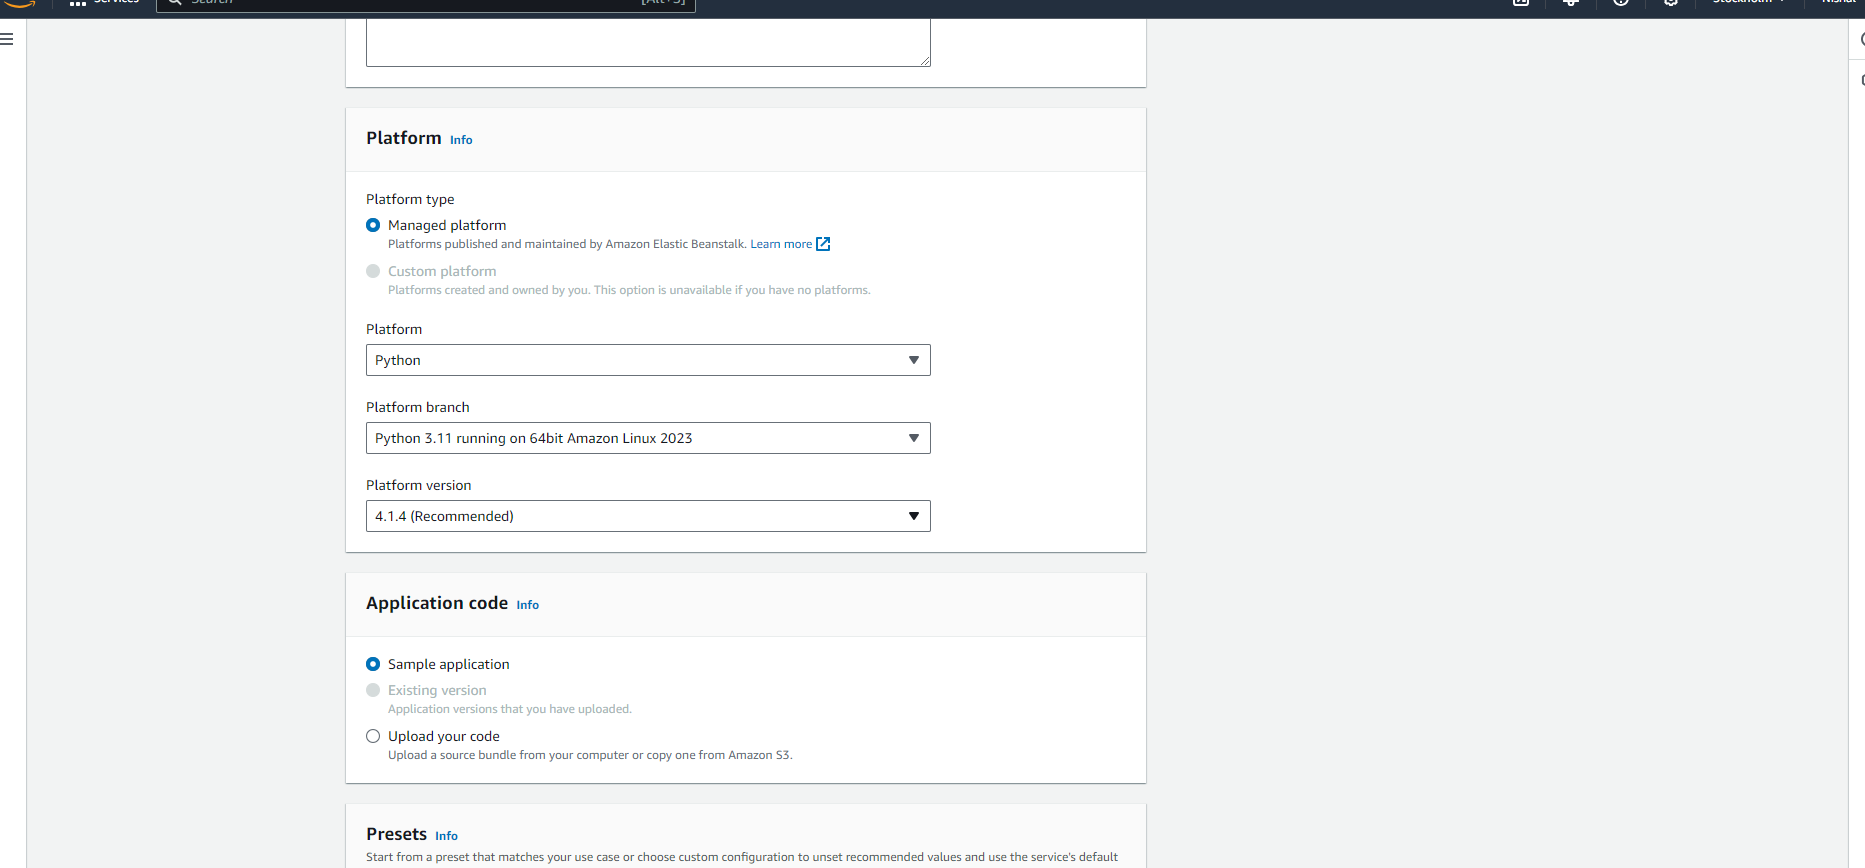 Services
Search
[Alt+S]
Stockholm
Platform Info
Platform type
Managed platform
Platforms published and maintained by Amazon Elastic Beanstalk. Learn more
Custom platform
Platforms created and owned by you. This option is unavailable if you have no platforms.
Platform
Python
Platform branch
Python 3.11 running on 64bit Amazon Linux 2023
Platform version
4.1.4 (Recommended)
Application code Info
Sample application
Existing version
Application versions that you have uploaded.
Upload your code
Upload a source bundle from your computer or copy one from Amazon S3.
Presets Info
Start from a preset that matches your use case or choose custom configuration to unset recommended values and use the service's default